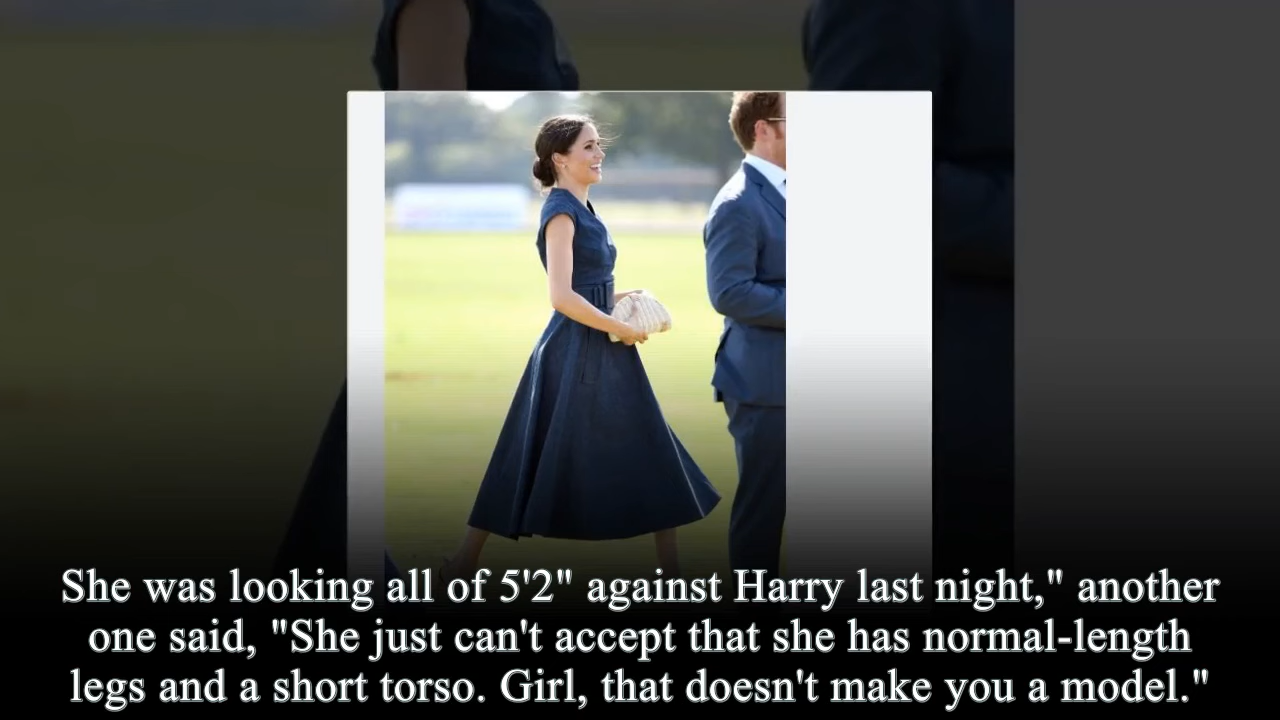 She was looking all of 5'2" against Harry last night," another
one said, "She just can't accept that she has normal-length
legs and a short torso. Girl, that doesn't make you a model."